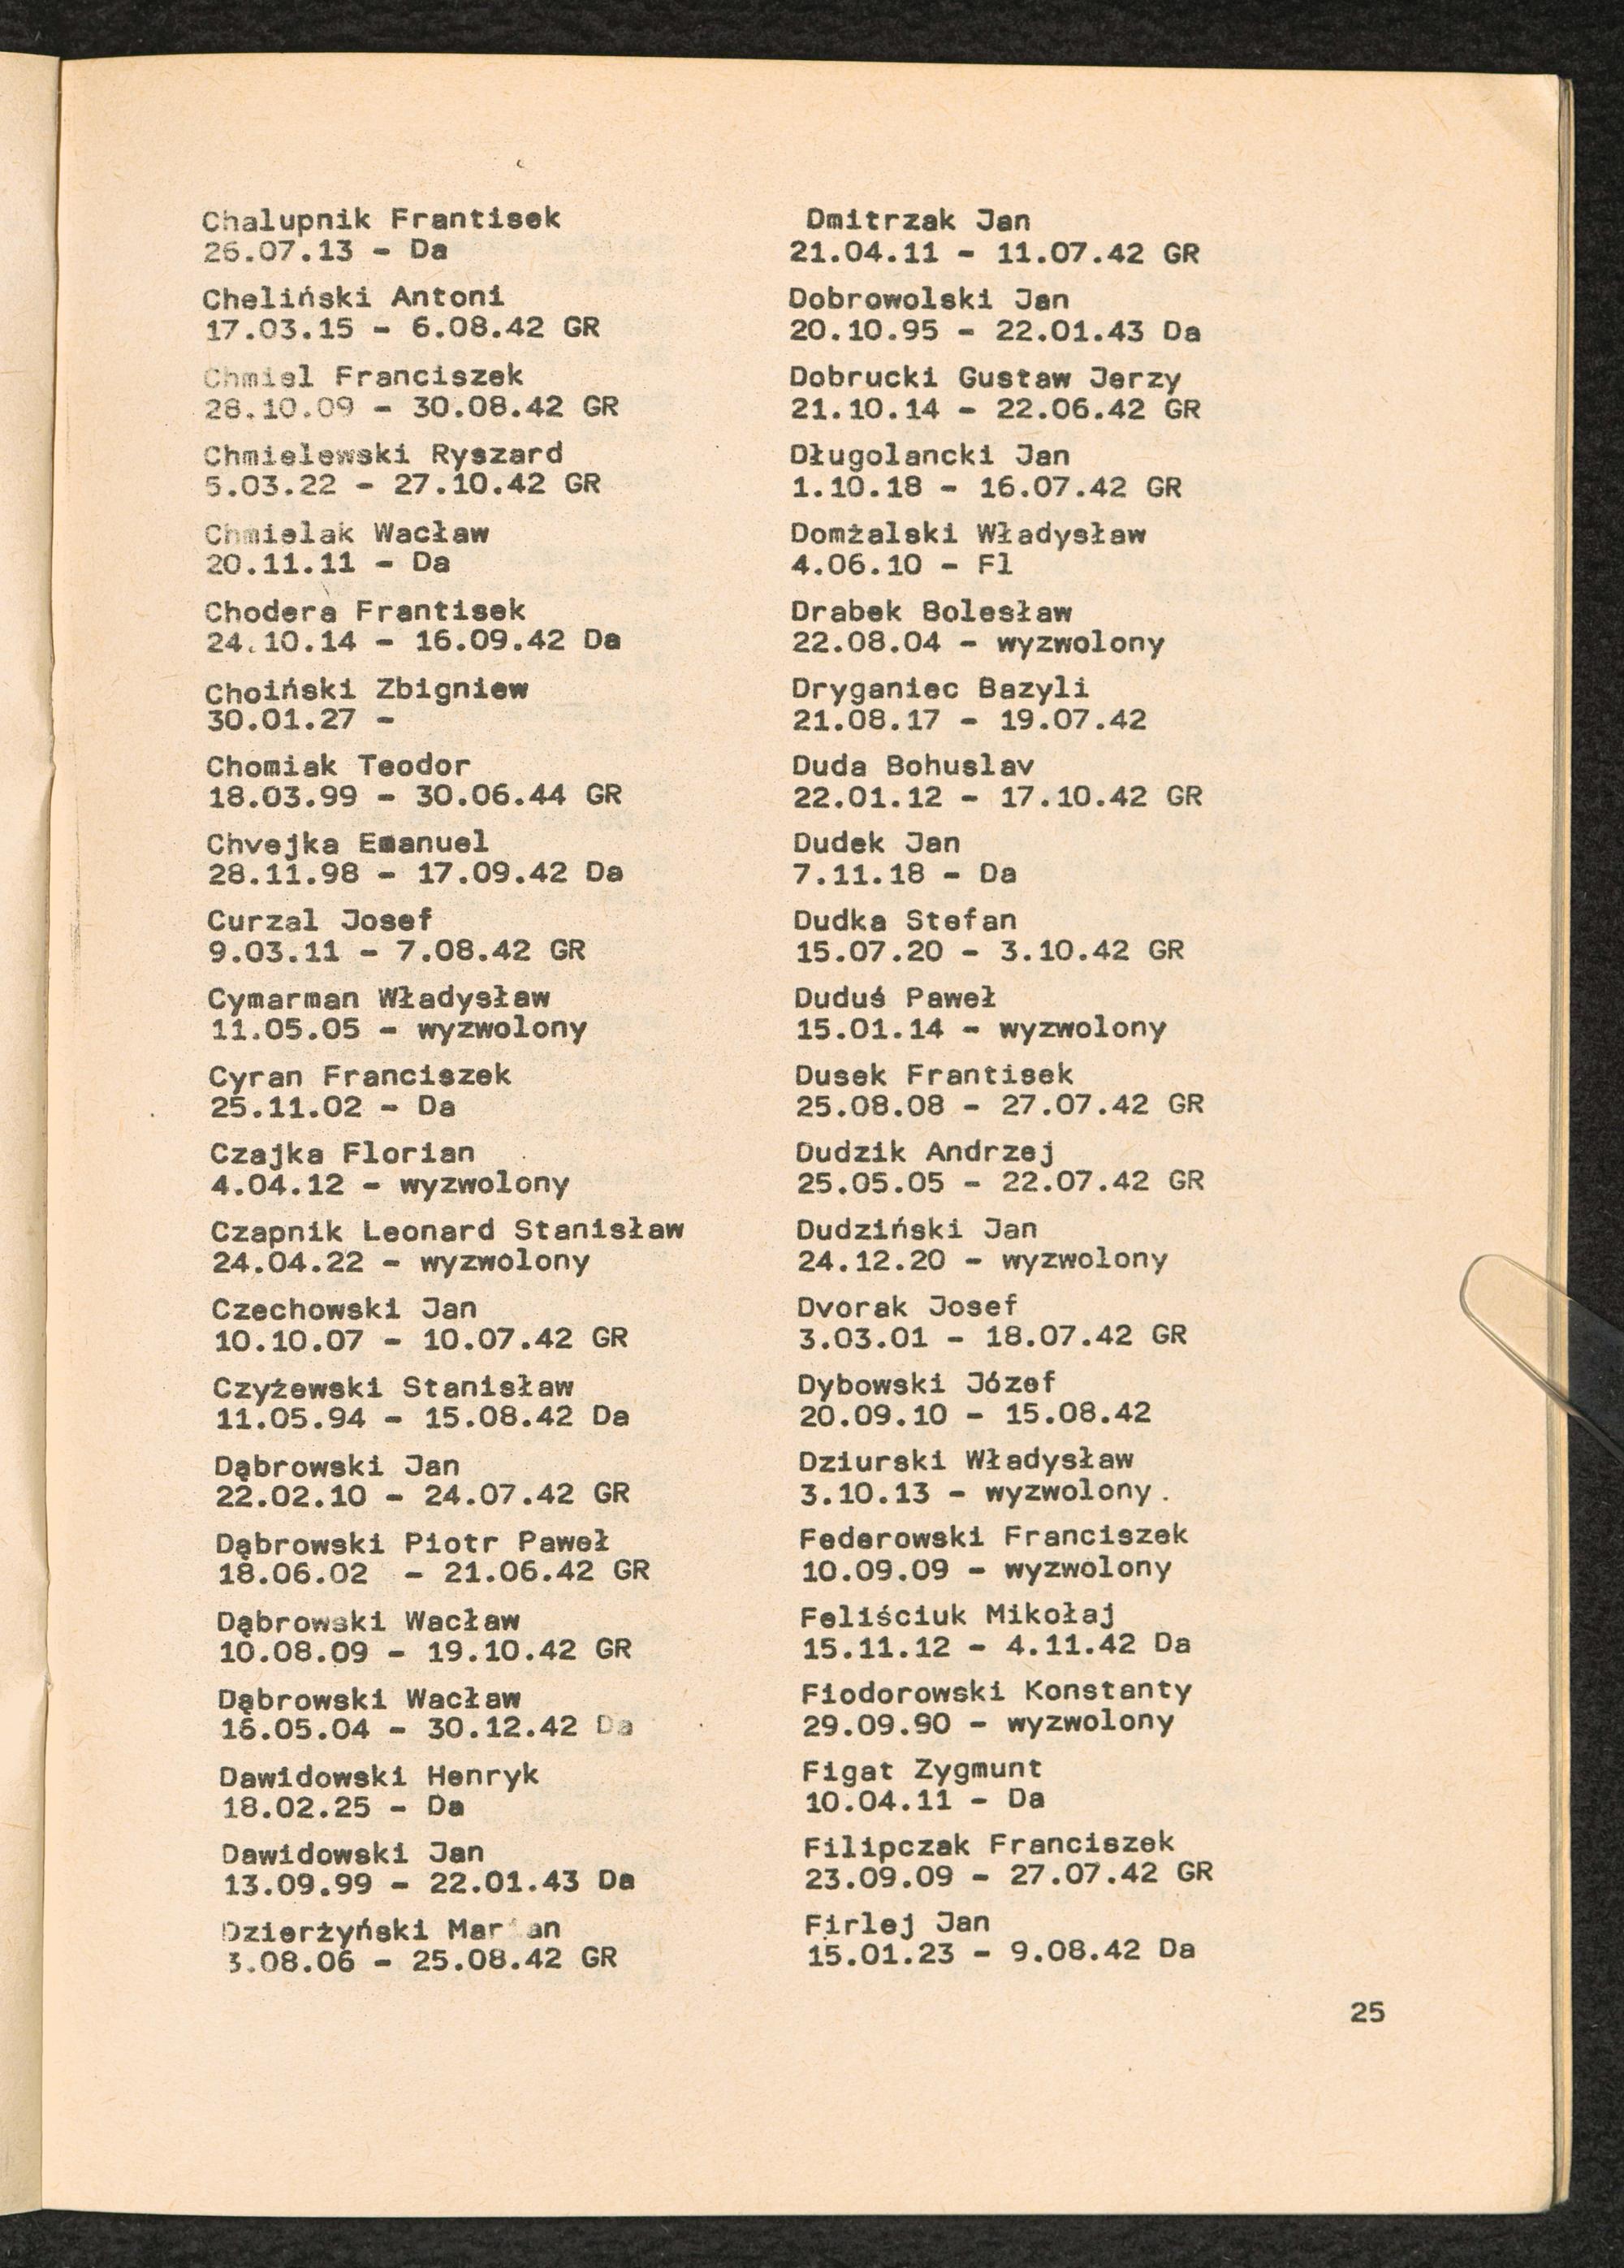 Chalupnik Frantisek
26.07.13 - Da
Cheliński Antoni
17.03.15 - 6.08.42 GR
Chmiel Franciszek
28.10.09 - 30.08.42 GR
Chmielewski Ryszard
5.03.22 - 27.10.42 GR
Chmielak Wacław
20.11.11 - Da
Chodera Frantisek
24.10.14 - 16.09.42 Da
Choiński Zbigniew
30.01.27 -
Chomiak Teodor
18.03.99 - 30.06.44 GR
Chvejka Emanuel
28.11.98 - 17.09.42 Da
Curzal Josef
9.03.11 - 7.08.42 GR
Cymarman Władysław
11.05.05 - wyzwolony
Cyran Franciszek
25.11.02 - Da
Czajka Florian
4.04.12 - wyzwolony
Czapnik Leonard Stanisław
24.04.22 - wyzwolony
Czechowski Jan
10.10.07 - 10.07.42 GR
Czyżewski Stanisław
11.05.94 - 15.08.42 Da
Dąbrowski Jan
22.02.10 - 24.07.42 GR
Dąbrowski Piotr Paweł
18.06.02 - 21.06.42 GR
Dąbrowski Wacław
10.08.09 - 19.10.42 GR
Dąbrowski Wacław
16.05.04 - 30.12.42 Da
Dawidowski Henryk
18.02.25 - Da
Dawidowski Jan
13.09.99 - 22.01.43 Da
Dzierżyński Marian
3.08.06 - 25.08.42 GR
Dmitrzak Jan
21.04.11 - 11.07.42 GR
Dobrowolski Jan
20.10.95 - 22.01.43 Da
Dobrucki Gustaw Jerzy
21.10.14 - 22.06.42 GR
Długolancki Jan
1.10.18 - 16.07.42 GR
Domżalski Władysław
4.06.10 - Fl
Drabek Bolesław
22.08.04 - wyzwolony
Dryganiec Bazyli
21.08.17 - 19.07.42
Duda Bohuslav
22.01.12 - 17.10.42 GR
Dudek Jan
7.11.18 - Da
Dudka Stefan
15.07.20 - 3.10.42 GR
Duduś Paweł
15.01.14 - wyzwolony
Dusek Frantisek
25.08.08 - 27.07.42 GR
Dudzik Andrzej
25.05.05 - 22.07.42 GR
Dudziński Jan
24.12.20 - wyzwolony
Dvorak Josef
3.03.01 - 18.07.42 GR
Dybowski Józef
20.09.10 - 15.08.42
Dziurski Władysław
3.10.13 - wyzwolony.
Federowski Franciszek
10.09.09 - wyzwolony
Feliściuk Mikołaj
15.11.12 - 4.11.42 Da
Fiodorowski Konstanty
29.09.90 - wyzwolony
Figat Zygmunt
10.04.11 - Da
Filipczak Franciszek
23.09.09 - 27.07.42 GR
Firlej Jan
15.01.23 - 9.08.42 Da
25